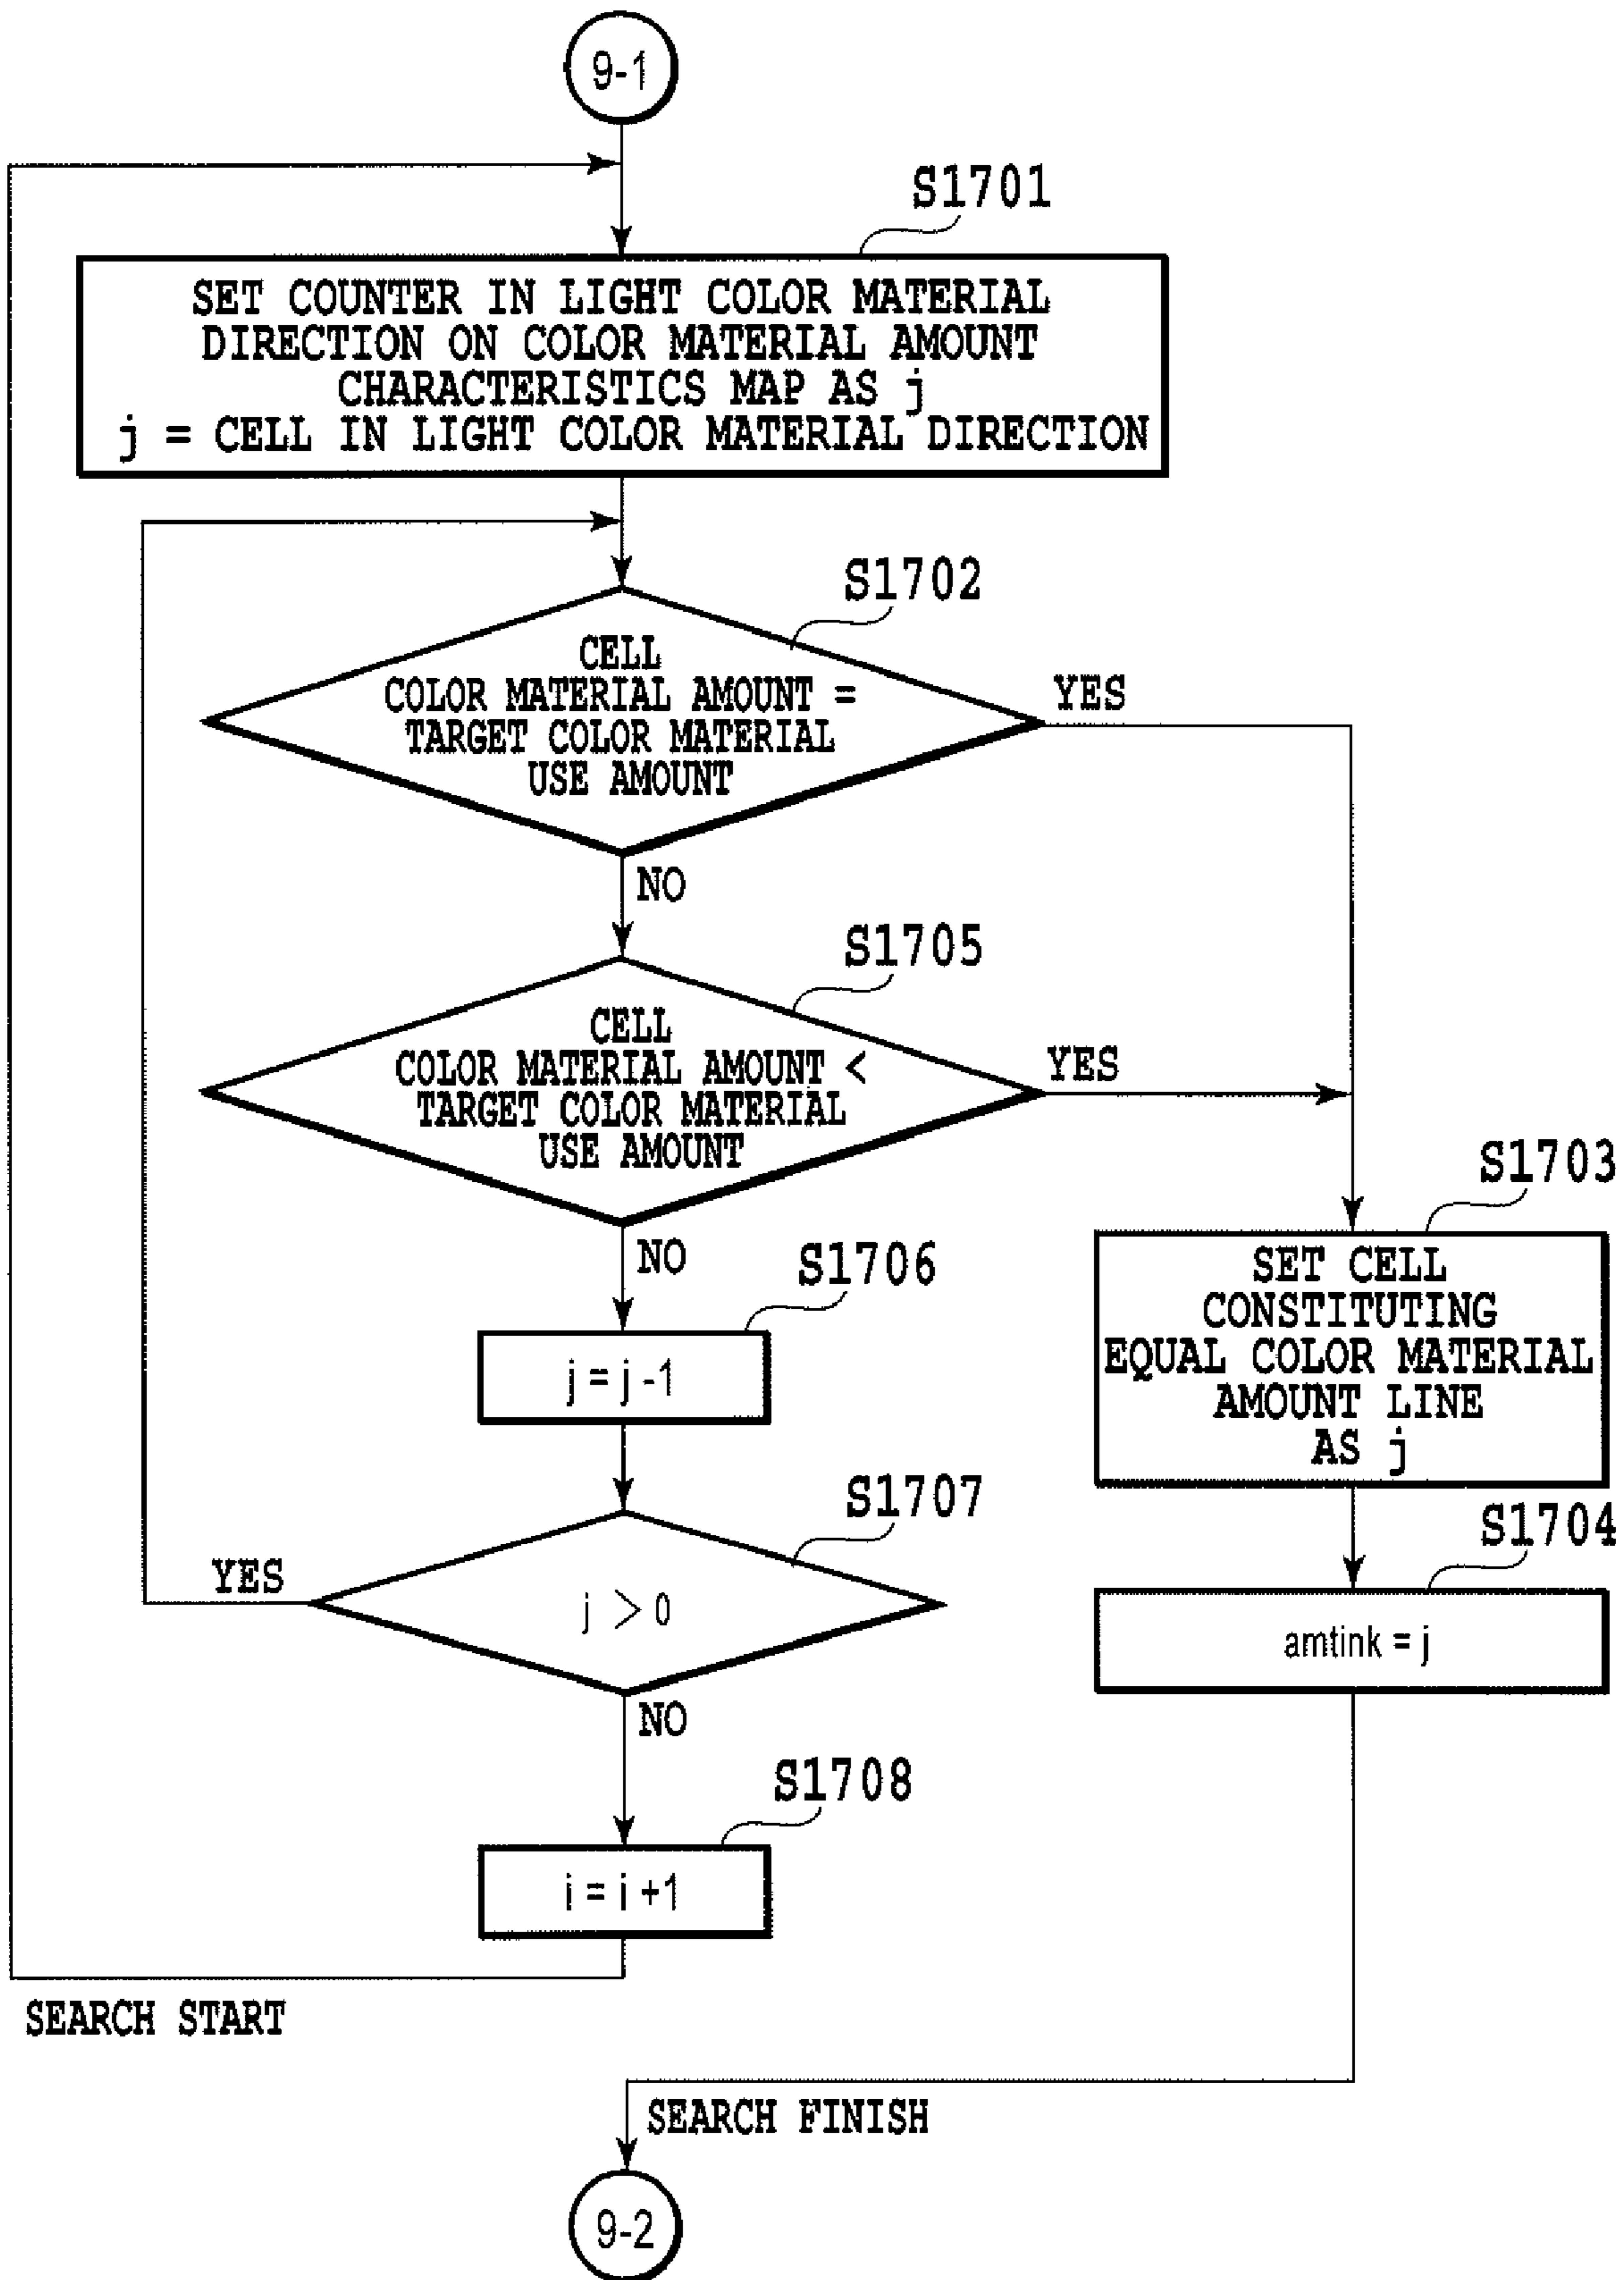 9-1
S1701
SET COUNTER IN LIGHT COLOR MATERIAL
DIRECTION ON COLOR MATERIAL AMOUNT
CHARACTERISTICS MAP AS j
j = CELL IN LIGHT COLOR MATERIAL DIRECTION
S1702
CELL
COLOR MATERIAL AMOUNT =
TARGET COLOR MATERIAL
USE AMOUNT
YES
NO
S1705
CELL
COLOR MATERIAL AMOUNT <
TARGET COLOR MATERIAL
USE AMOUNT
YES
NO
S1703
SET CELL
CONSTITUTING
EQUAL COLOR MATERIAL
AMOUNT LINE
AS j
S1706
j = j -1
S1707
YES
j > 0
NO
S1704
amtink = j
S1708
i = i +1
SEARCH START
SEARCH FINISH
9-2